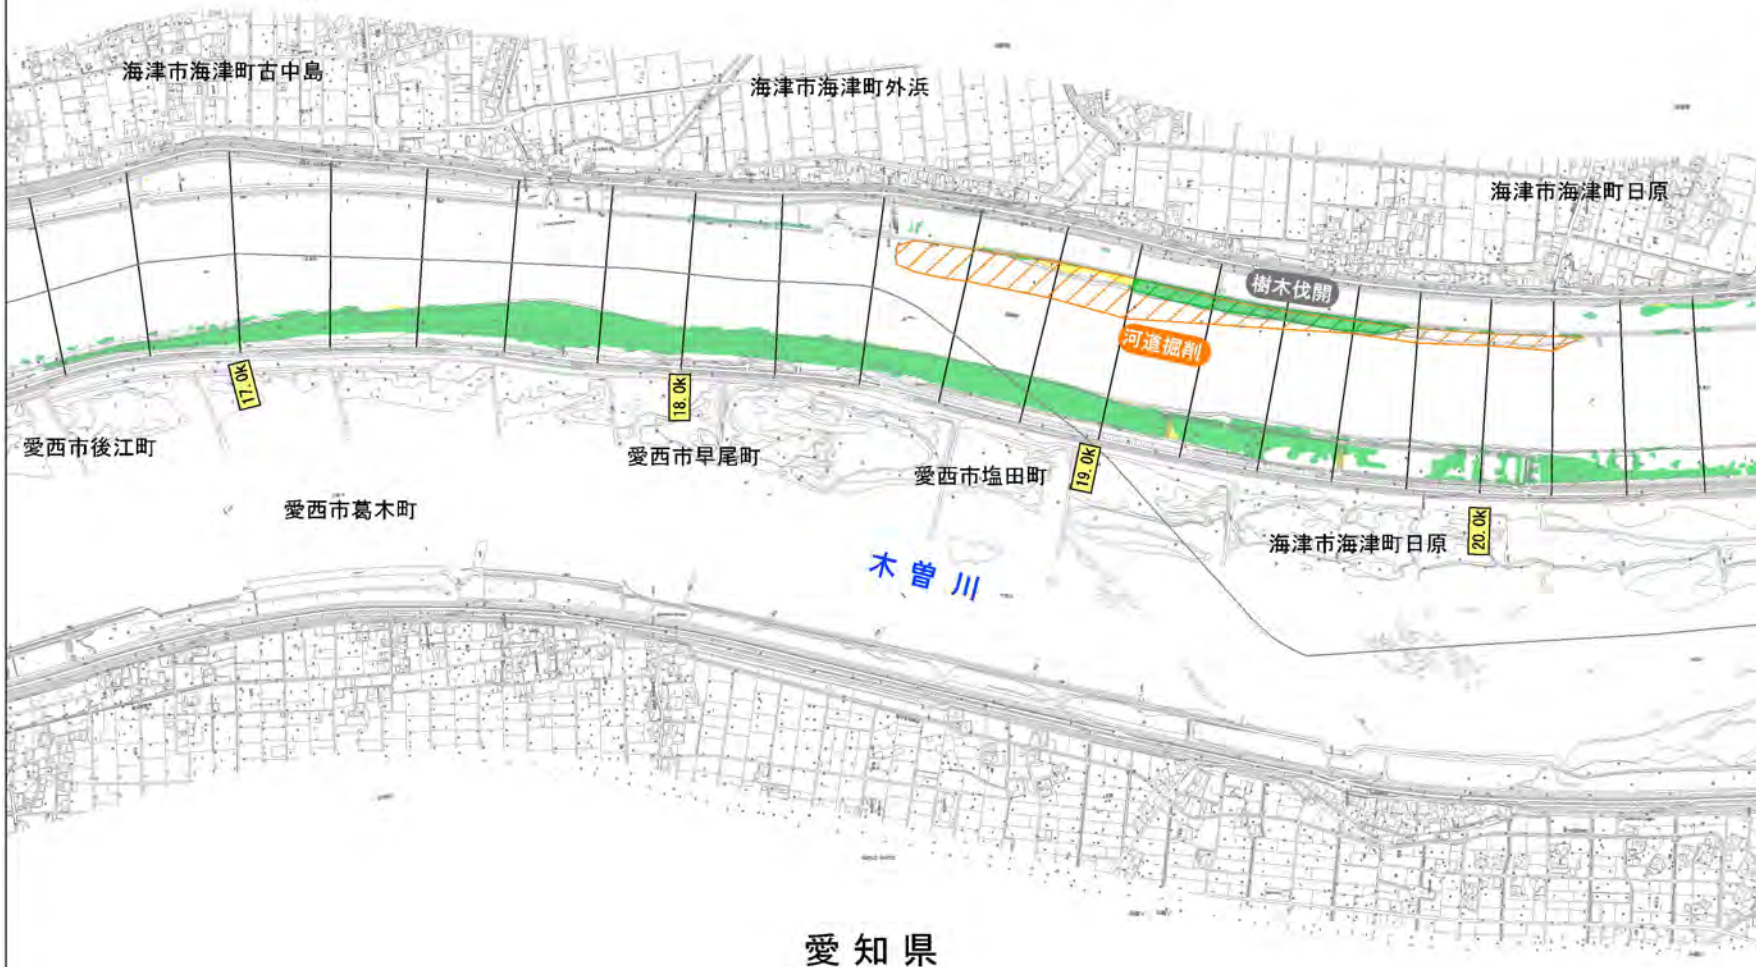 海津市海津町古中島
海津市海津町外浜
海津市海津町日原
樹木伐開
河道掘削
17.0k
18.0k
19.0k
20.0k
愛西市後江町
愛西市早尾町
愛西市塩田町
愛西市葛木町
海津市海津町日原
木曽川
愛知県